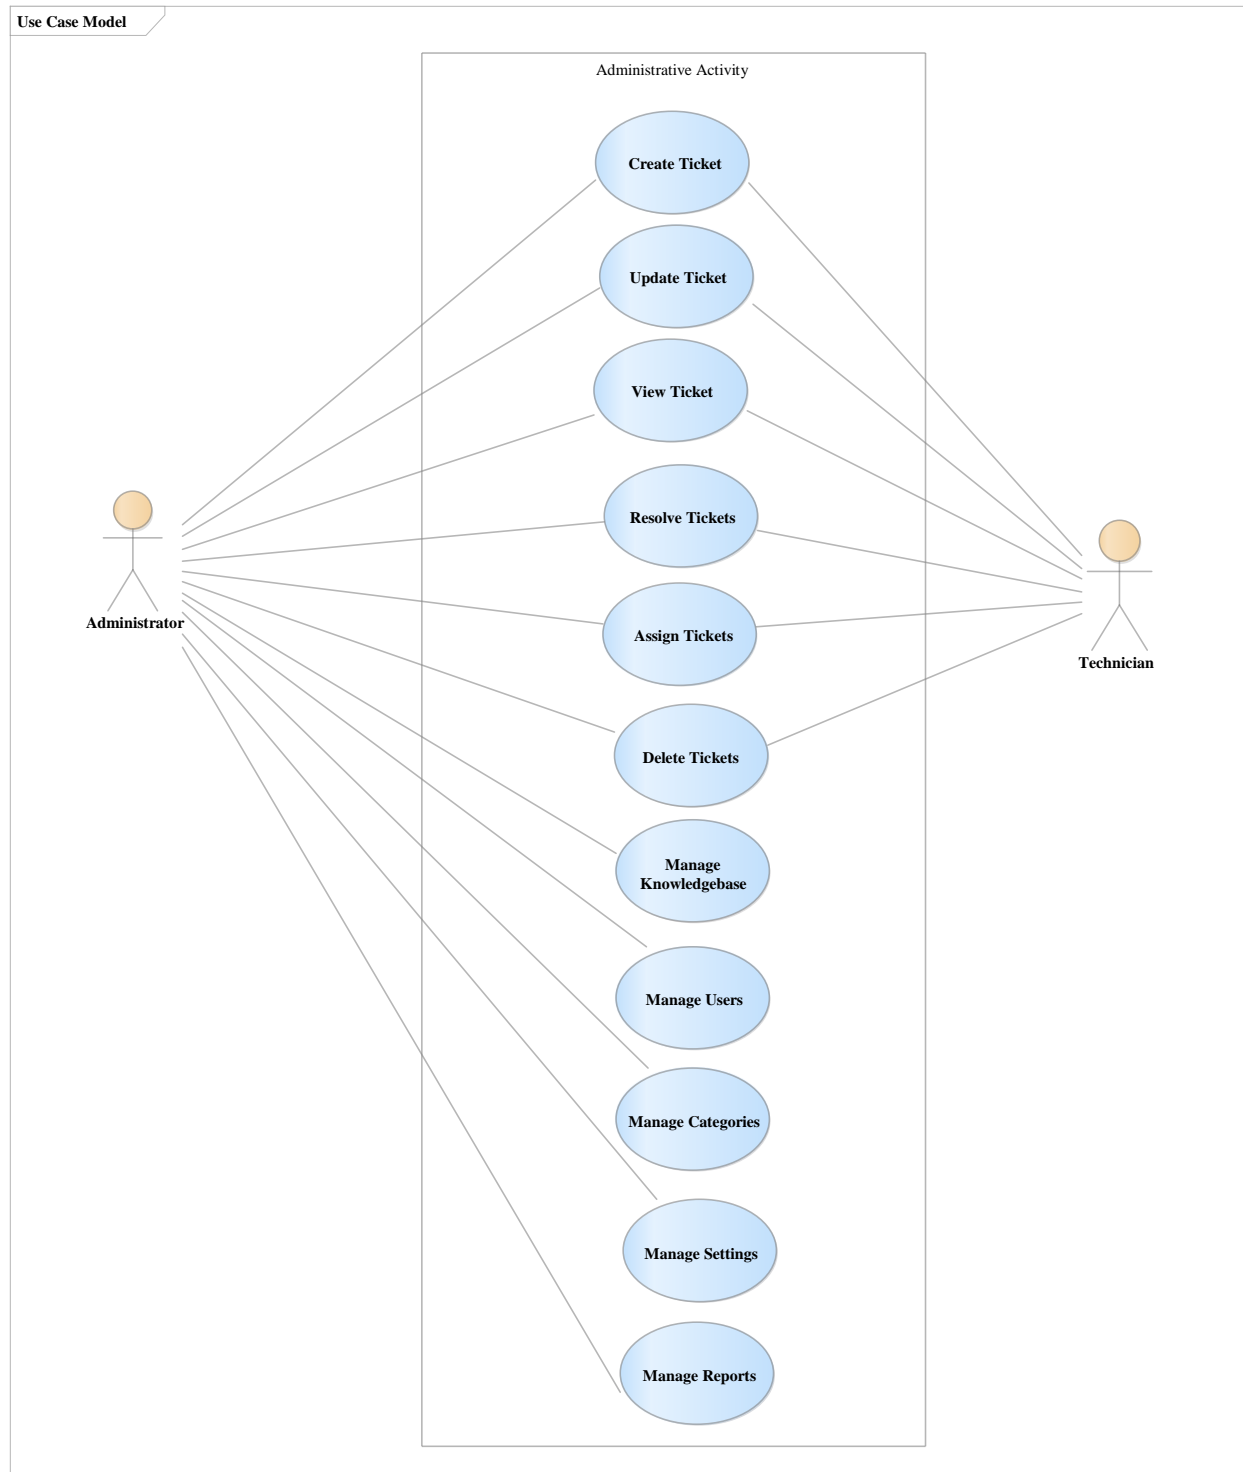 Use Case Model
Administrative Activity
Create Ticket
Update Ticket
View Ticket
Resolve Tickets
Administrator
Assign Tickets
Technician
Delete Tickets
Manage
Knowledgebase
Manage Users
Manage Categories
Manage Settings
Manage Reports